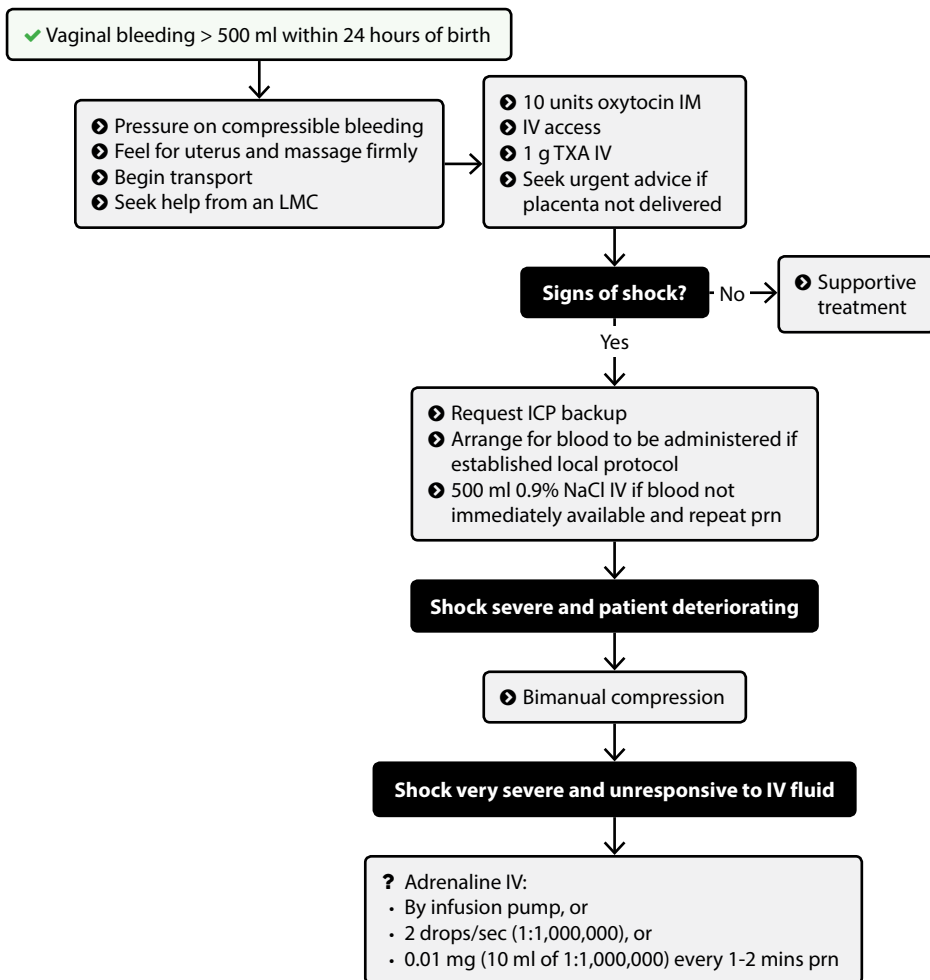 Vaginal bleeding > 500 ml within 24 hours of birth
Pressure on compressible bleeding
Feel for uterus and massage firmly
Begin transport
Seek help from an LMC
10 units oxytocin IM
IV access
1 g TXA IV
Seek urgent advice if
placenta not delivered
Signs of shock?
No
Supportive
treatment
Yes
Request ICP backup
Arrange for blood to be administered if
established local protocol
500 ml 0.9% NaCl IV if blood not
immediately available and repeat prn
Shock severe and patient deteriorating
Bimanual compression
Shock very severe and unresponsive to IV fluid
? Adrenaline IV:
• By infusion pump, or
• 2 drops/sec (1:1,000,000), or
• 0.01 mg (10 ml of 1:1,000,000) every 1-2 mins prn